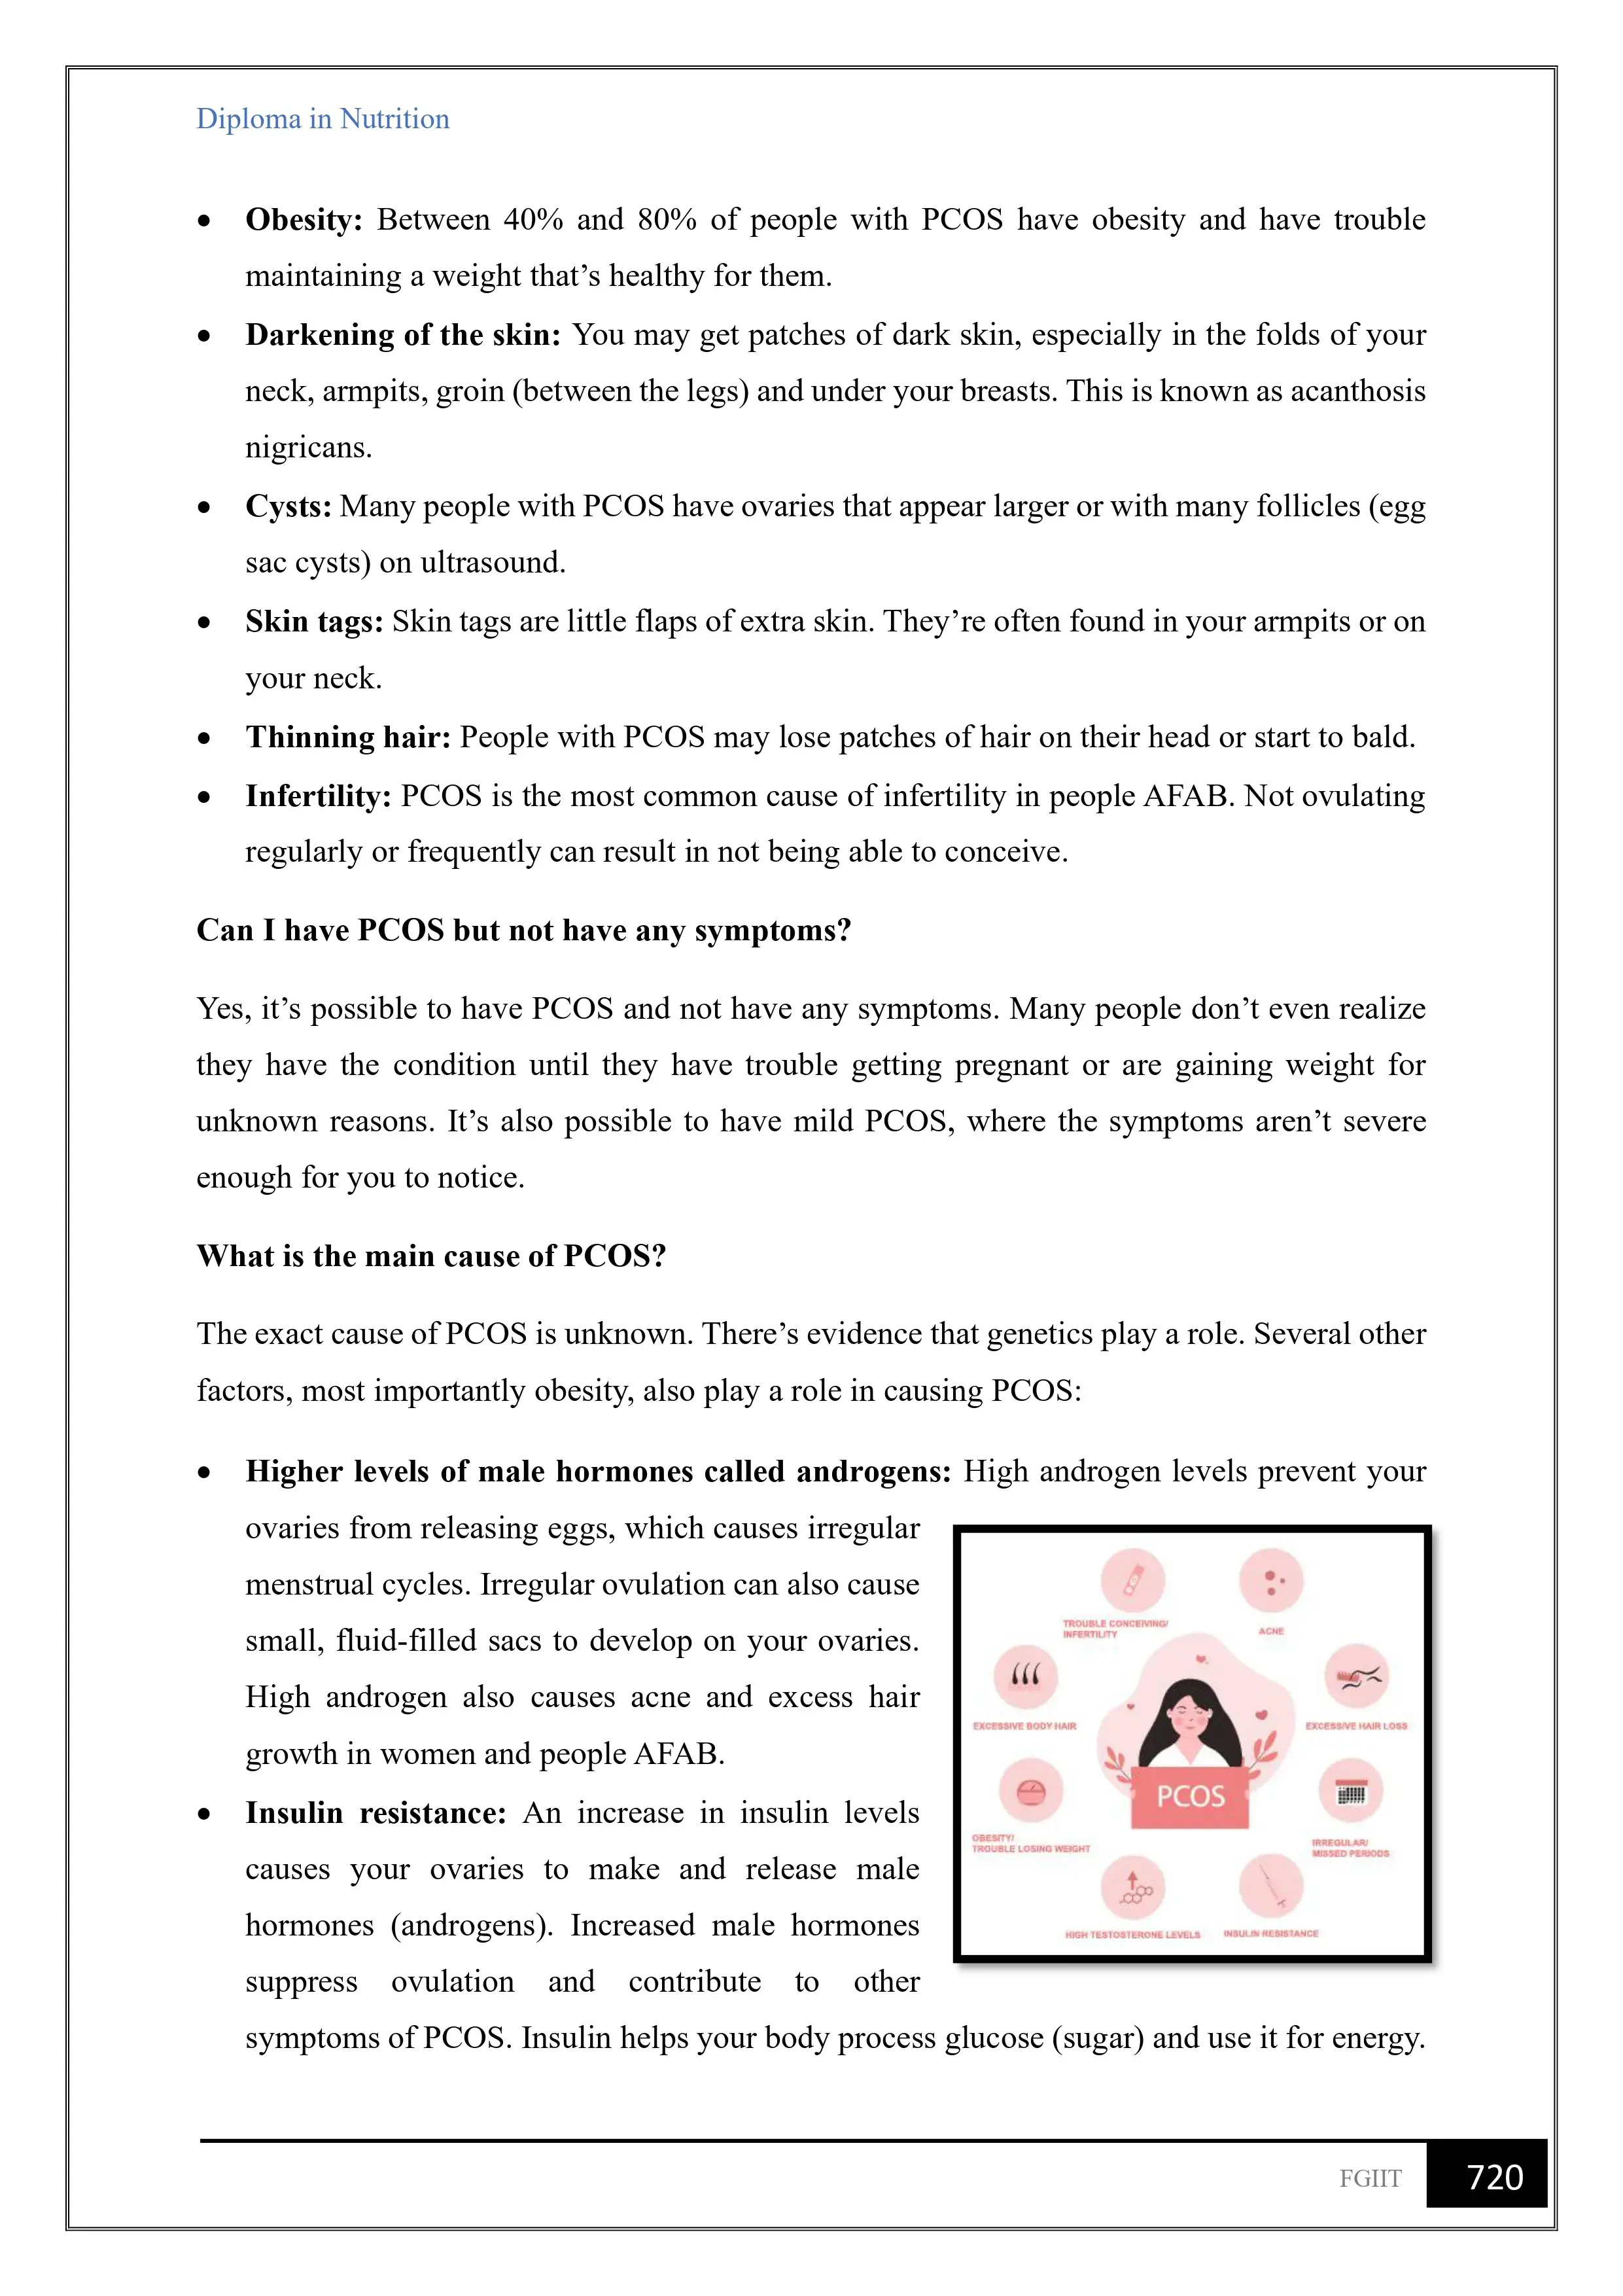 Diploma in Nutrition
• Obesity: Between 40% and 80% of people with PCOS have obesity and have trouble
maintaining a weight that’s healthy for them.
• Darkening of the skin: You may get patches of dark skin, especially in the folds of your
neck, armpits, groin (between the legs) and under your breasts. This is known as acanthosis
nigricans.
• Cysts: Many people with PCOS have ovaries that appear larger or with many follicles (egg
sac cysts) on ultrasound.
• Skin tags: Skin tags are little flaps of extra skin. They’re often found in your armpits or on
your neck.
• Thinning hair: People with PCOS may lose patches of hair on their head or start to bald.
• Infertility: PCOS is the most common cause of infertility in people AFAB. Not ovulating
regularly or frequently can result in not being able to conceive.
Can I have PCOS but not have any symptoms?
Yes, it’s possible to have PCOS and not have any symptoms. Many people don’t even realize
they have the condition until they have trouble getting pregnant or are gaining weight for
unknown reasons. It’s also possible to have mild PCOS, where the symptoms aren’t severe
enough for you to notice.
What is the main cause of PCOS?
The exact cause of PCOS is unknown. There’s evidence that genetics play a role. Several other
factors, most importantly obesity, also play a role in causing PCOS:
• Higher levels of male hormones called androgens: High androgen levels prevent your
ovaries from releasing eggs, which causes irregular
menstrual cycles. Irregular ovulation can also cause
small, fluid-filled sacs to develop on your ovaries.
High androgen also causes acne and excess hair
growth in women and people AFAB.
• Insulin resistance: An increase in insulin levels
causes your ovaries to make and release male
hormones (androgens). Increased male hormones
suppress ovulation and contribute to other
symptoms of PCOS. Insulin helps your body process glucose (sugar) and use it for energy.
TROUBLE CONCEIVING/
INFERTILITY
ACNE
EXCESSIVE BODY HAIR
EXCESSIVE HAIR LOSS
PCOS
OBESITY/
TROUBLE LOSING WEIGHT
IRREGULAR/
MISSED PERIODS
HIGH TESTOSTERONE LEVELS
INSULIN RESISTANCE
FGIIT
720